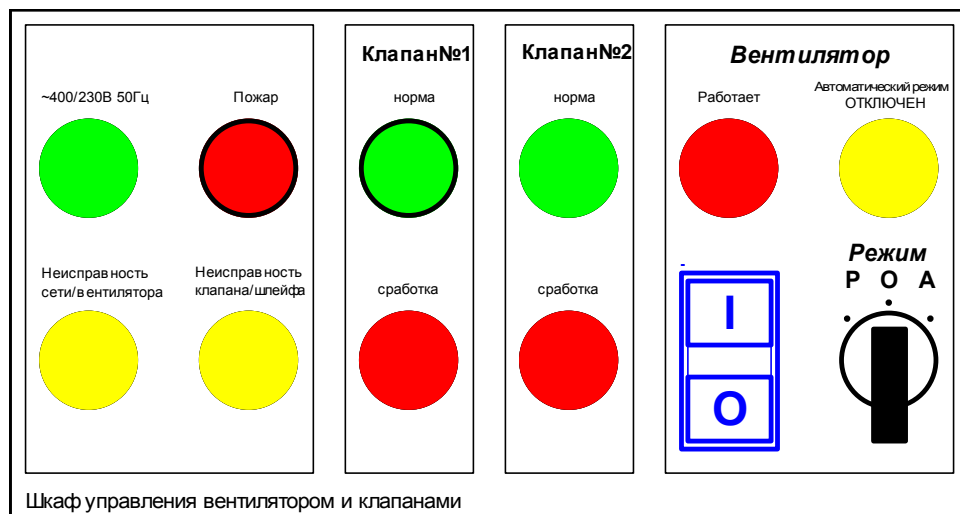 ~400/230В 50Гц
Пожар
Неисправность
сети/вентилятора
Неисправность
клапана/шлейфа
Клапан№1
норма
сработка
Клапан№2
норма
сработка
Вентилятор
Работает
Автоматический режим
ОТКЛЮЧЕН
I
O
Режим
Р О А
Шкаф управления вентилятором и клапанами